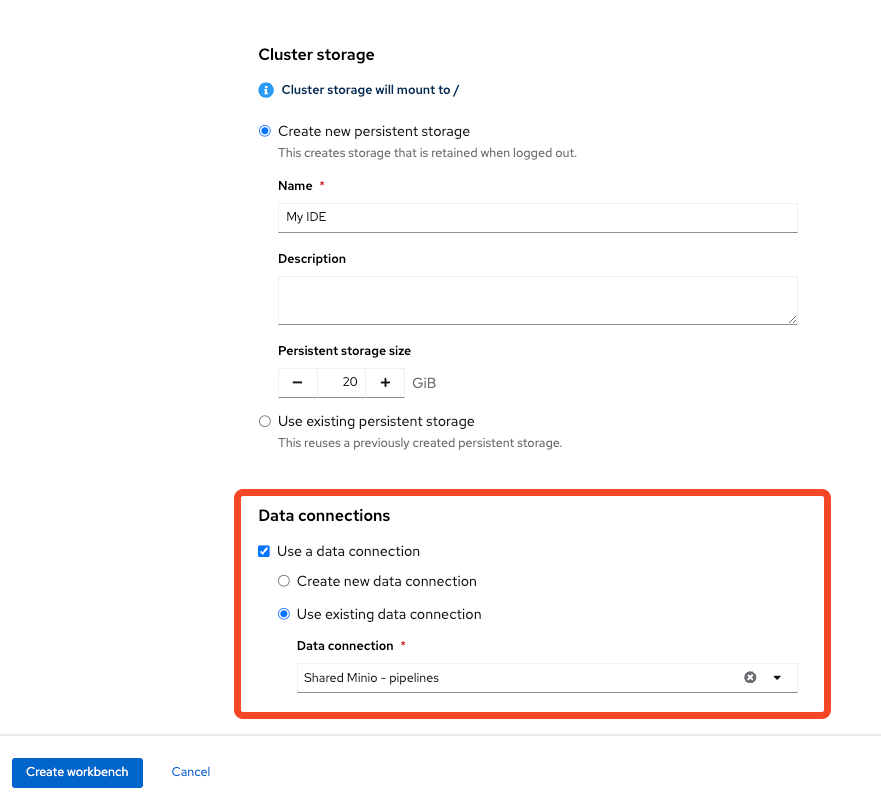 Cluster storage
Cluster storage will mount to /
Create new persistent storage
This creates storage that is retained when logged out.
Name *
My IDE
Description
Persistent storage size
20 GiB
Use existing persistent storage
This reuses a previously created persistent storage.
Data connections
Use a data connection
Create new data connection
Use existing data connection
Data connection *
Shared Minio - pipelines
Create workbench Cancel